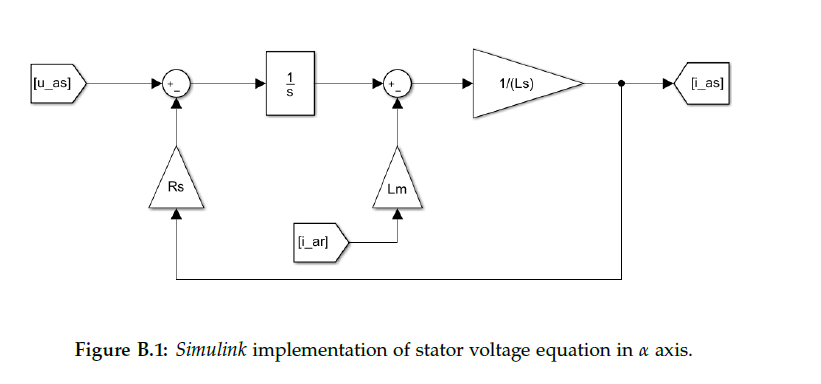 [u_as]
+
_
1
s
+
_
1/(Ls)
[i_as]
Rs
Lm
[i_ar]
Figure B.1: Simulink implementation of stator voltage equation in α axis.